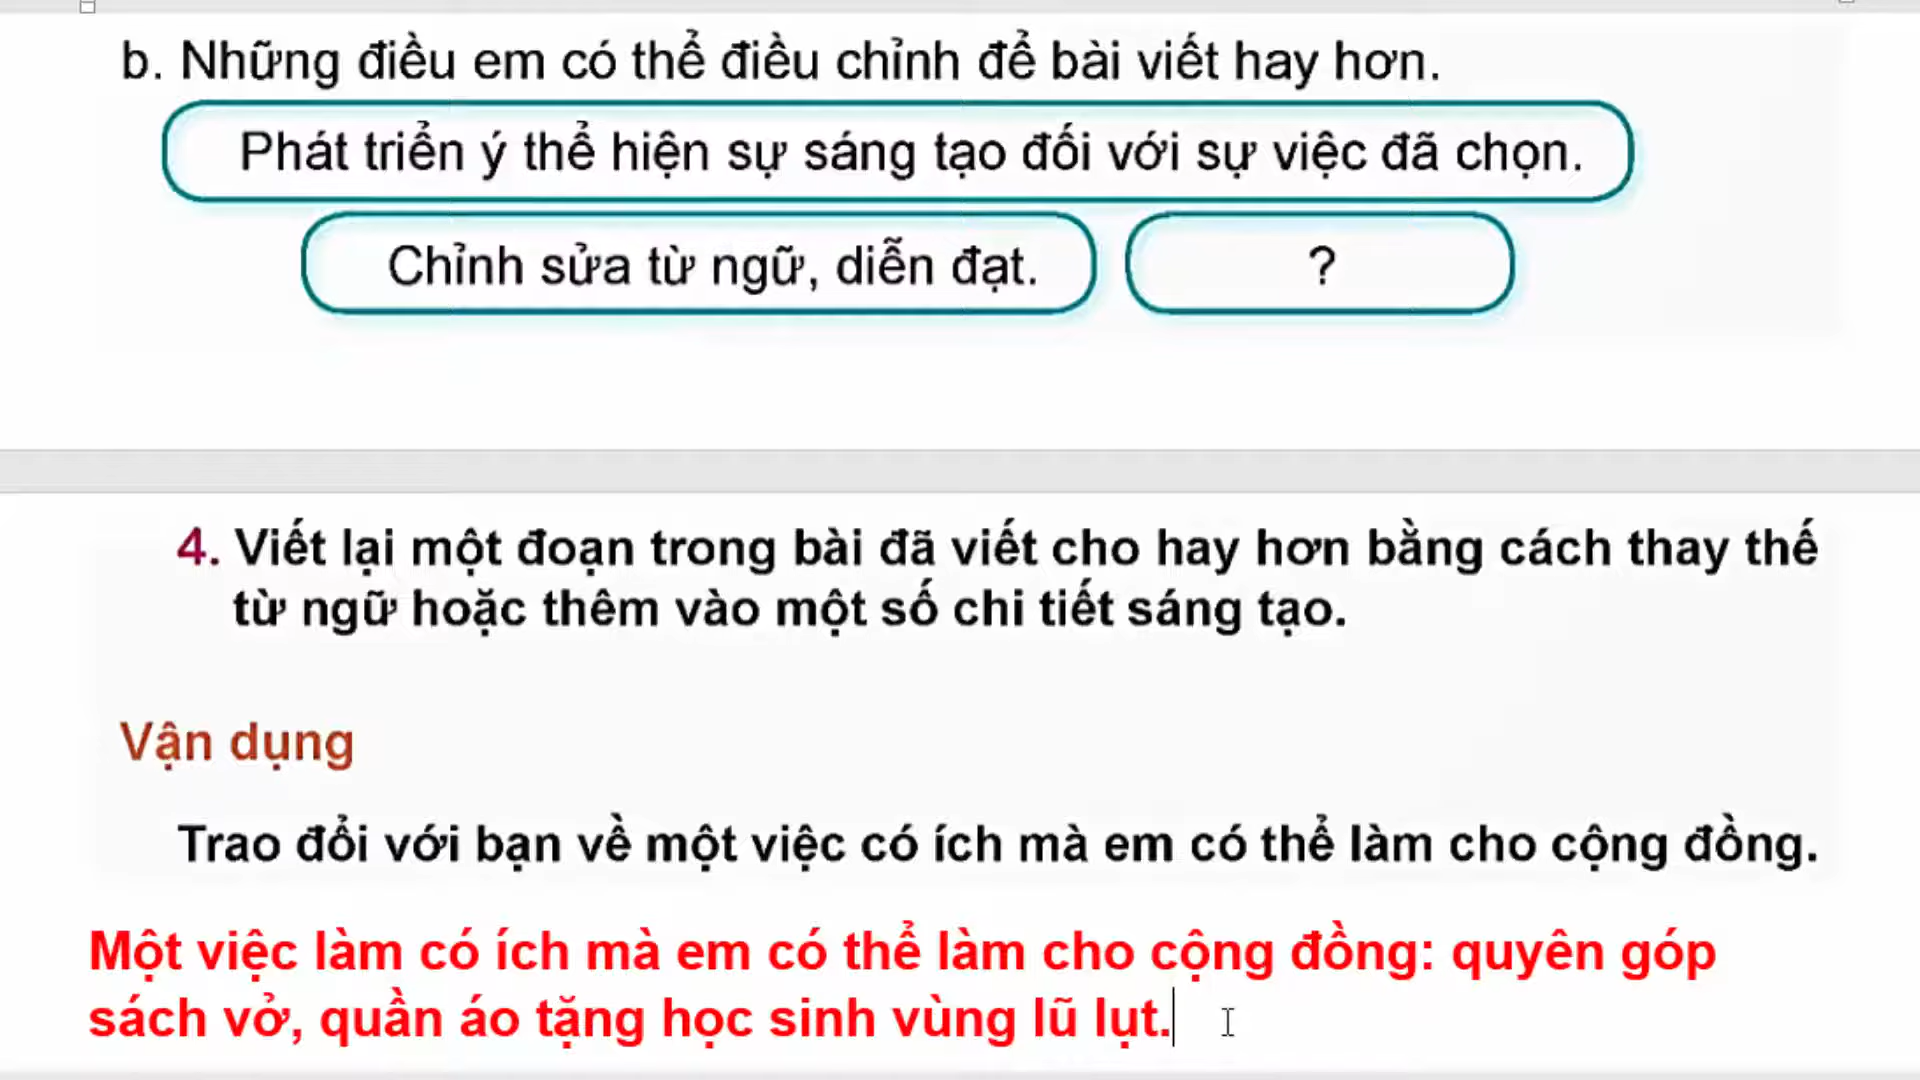 b. Những điều em có thể điều chỉnh để bài viết hay hơn.
Phát triển ý thể hiện sự sáng tạo đối với sự việc đã chọn.
Chỉnh sửa từ ngữ, diễn đạt.
?
4. Viết lại một đoạn trong bài đã viết cho hay hơn bằng cách thay thế
từ ngữ hoặc thêm vào một số chi tiết sáng tạo.
Vận dụng
Trao đổi với bạn về một việc có ích mà em có thể làm cho cộng đồng.
Một việc làm có ích mà em có thể làm cho cộng đồng: quyên góp
sách vở, quần áo tặng học sinh vùng lũ lụt.